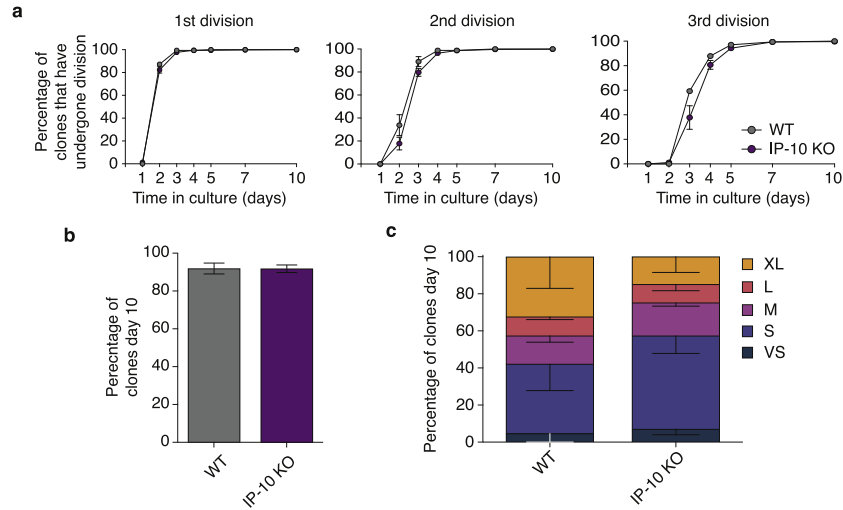 a
1st division
2nd division
3rd division
Percentage of
clones that have
undergone division
100
80
60
40
20
0
1 2 3 4 5 7 10
Time in culture (days)
100
80
60
40
20
0
1 2 3 4 5 7 10
Time in culture (days)
100
80
60
40
20
0
1 2 3 4 5 7 10
Time in culture (days)
WT
IP-10 KO
b
Perecntage of
clones day 10
100
80
60
40
20
0
WT
IP-10 KO
c
Percentage of clones day 10
100
80
60
40
20
0
WT
IP-10 KO
XL
L
M
S
VS